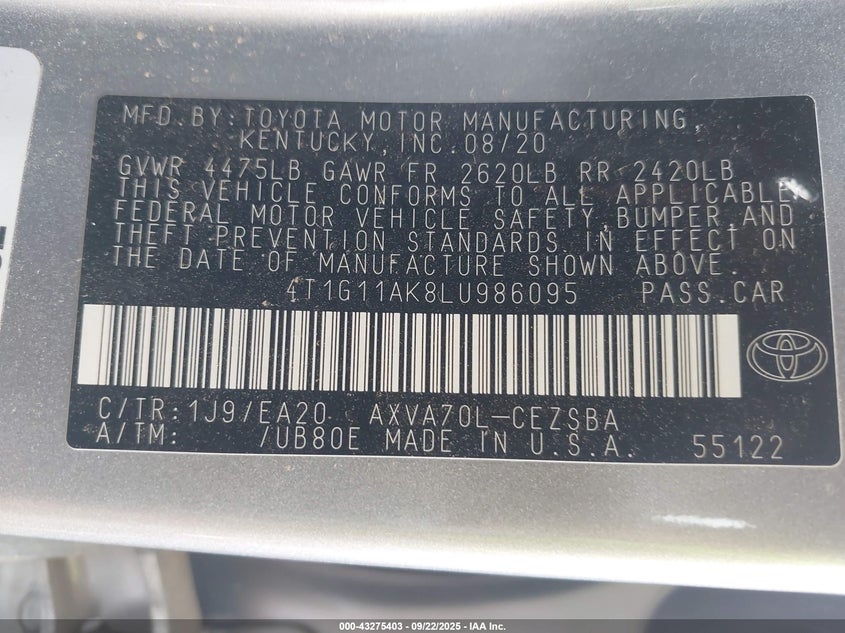 MFD. BY: TOYOTA MOTOR MANUFACTURING
KENTUCKY, INC. 08/20
GVWR 4475LB GAWR FR 2620LB RR 2420LB
THIS VEHICLE CONFORMS TO ALL APPLICABLE
FEDERAL MOTOR VEHICLE SAFETY, BUMPER, AND
THEFT PREVENTION STANDARDS IN EFFECT ON
THE DATE OF MANUFACTURE SHOWN ABOVE.
4T1G11AK8LU986095 PASS. CAR
C/TR: 1J9/EA20 AXVA70L-CEZSBA
A/TM: /UB80E MADE IN U.S.A. 55122
000-43275403 - 09/22/2025 - IAA Inc.